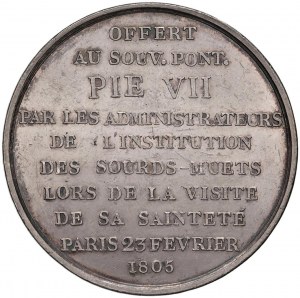 OFFERT
AU SOUV. PONT.
PIE VII
PAR LES ADMINISTRATEURS
DE L'INSTITUTION
DES SOURDS-MUETS
LORS DE LA VISITE
DE SA SAINTETÉ
PARIS 23 FEVRIER
1805